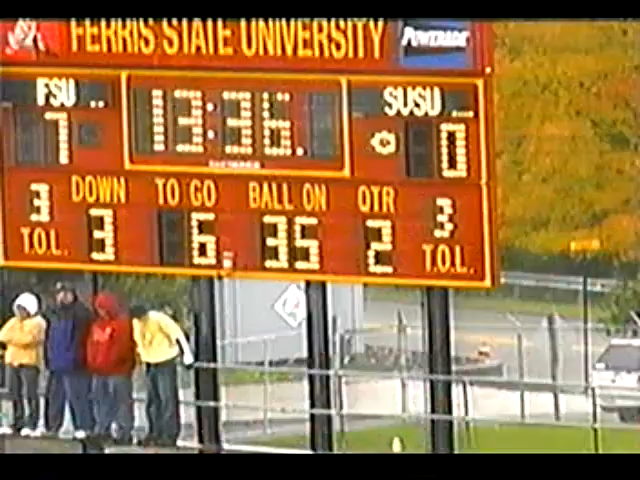 FERRIS STATE UNIVERSITY POWERADE
FSU 13:36 SVSU
7 0
DOWN TO GO BALL ON QTR
3 3 6 35 2 3
T.O.L. T.O.L.